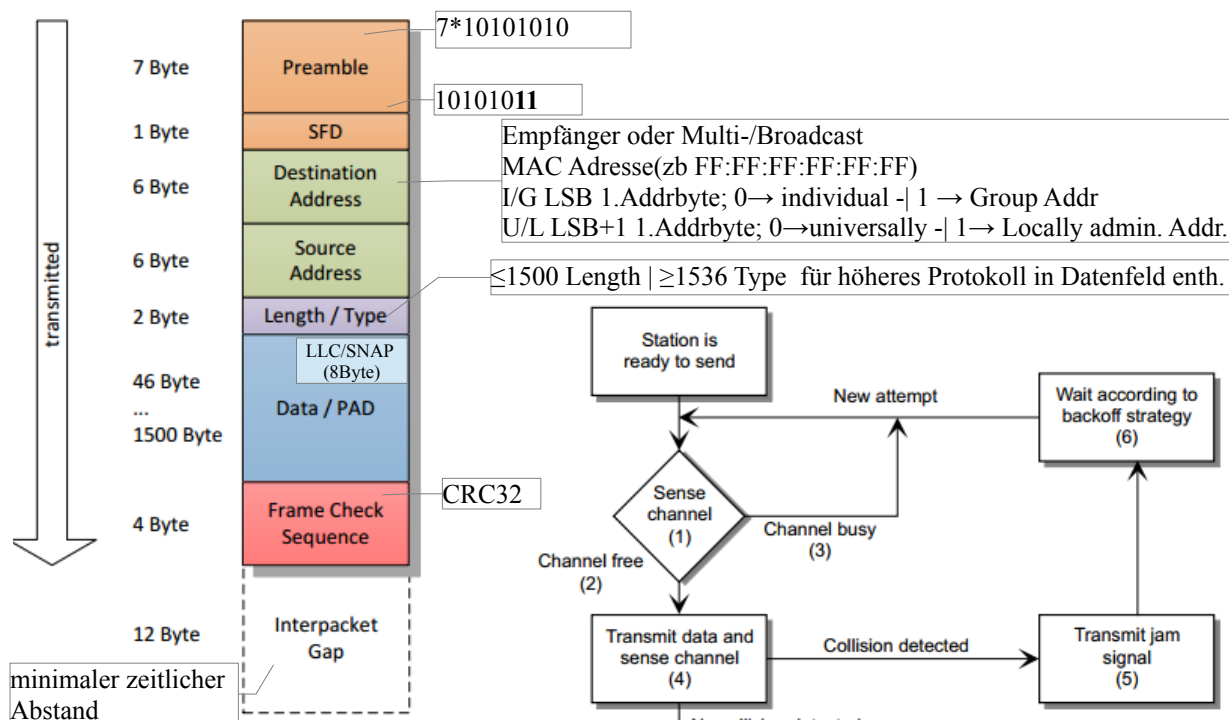 7*10101010
7 Byte
Preamble
10101011
1 Byte
SFD
Empfänger oder Multi-/Broadcast
MAC Adresse(zb FF:FF:FF:FF:FF:FF)
I/G LSB 1.Addrbyte; 0→ individual -| 1 → Group Addr
U/L LSB+1 1.Addrbyte; 0→universally -| 1→ Locally admin. Addr.
6 Byte
Destination
Address
6 Byte
Source
Address
≤1500 Length | ≥1536 Type für höheres Protokoll in Datenfeld enth.
2 Byte
Length / Type
transmitted
LLC/SNAP
(8Byte)
46 Byte
...
1500 Byte
Data / PAD
CRC32
4 Byte
Frame Check
Sequence
12 Byte
Interpacket
Gap
minimaler zeitlicher
Abstand
Station is
ready to send
New attempt
Wait according to
backoff strategy
(6)
Sense
channel
(1)
Channel busy
(3)
Channel free
(2)
Transmit data and
sense channel
(4)
Collision detected
Transmit jam
signal
(5)